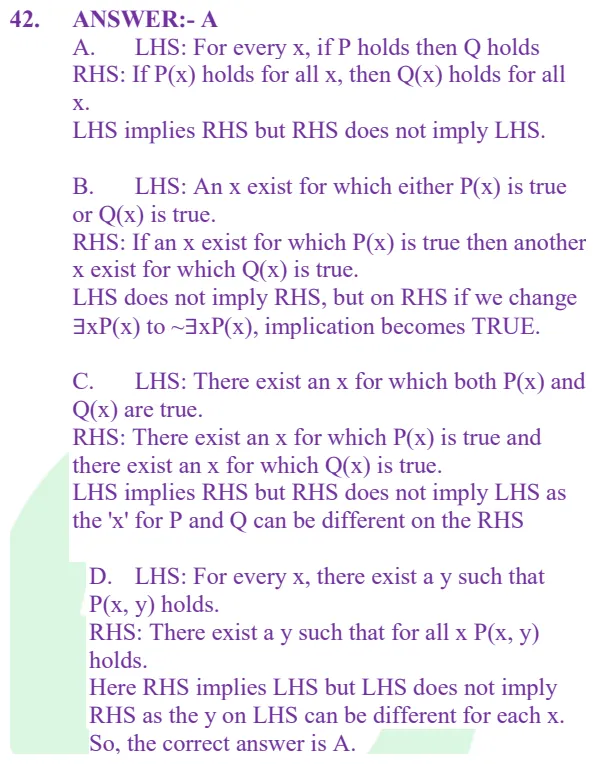 42. ANSWER:- A
A. LHS: For every x, if P holds then Q holds
RHS: If P(x) holds for all x, then Q(x) holds for all
x.
LHS implies RHS but RHS does not imply LHS.
B. LHS: An x exist for which either P(x) is true
or Q(x) is true.
RHS: If an x exist for which P(x) is true then another
x exist for which Q(x) is true.
LHS does not imply RHS, but on RHS if we change
∃xP(x) to ~∃xP(x), implication becomes TRUE.
C. LHS: There exist an x for which both P(x) and
Q(x) are true.
RHS: There exist an x for which P(x) is true and
there exist an x for which Q(x) is true.
LHS implies RHS but RHS does not imply LHS as
the 'x' for P and Q can be different on the RHS
D. LHS: For every x, there exist a y such that
P(x, y) holds.
RHS: There exist a y such that for all x P(x, y)
holds.
Here RHS implies LHS but LHS does not imply
RHS as the y on LHS can be different for each x.
So, the correct answer is A.